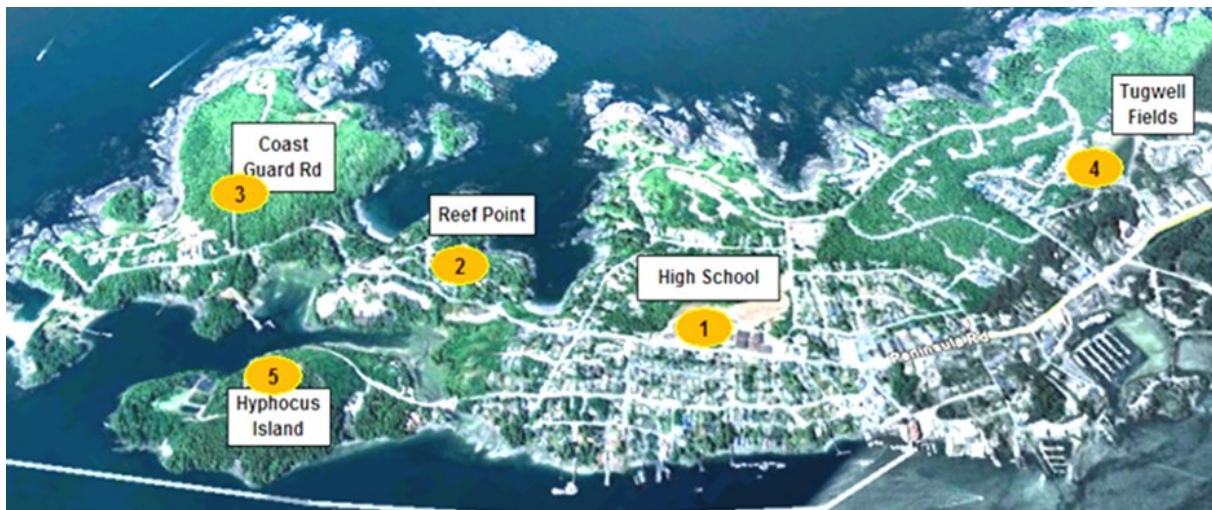 Tugwell
Fields
4
Coast
Guard Rd
3
Reef Point
2
High School
1
Peninsula Rd
5
Hyphocus
Island